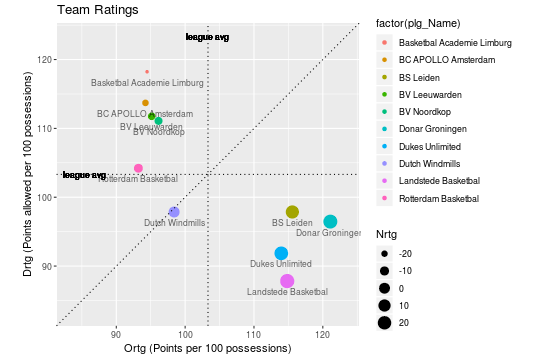 Team Ratings
league avg
120
Basketbal Academie Limburg
BC APOLLO Amsterdam
BV Leeuwarden
BV Noordkop
110
league avg
Rotterdam Basketbal
100
Dutch Windmills
BS Leiden
Donar Groningen
Dukes Unlimited
90
Landstede Basketbal
90
100
110
120
Ortg (Points per 100 possessions)
Drtg (Points allowed per 100 possessions)
factor(plg_Name)
Basketbal Academie Limburg
BC APOLLO Amsterdam
BS Leiden
BV Leeuwarden
BV Noordkop
Donar Groningen
Dukes Unlimited
Dutch Windmills
Landstede Basketbal
Rotterdam Basketbal
Nrtg
-20
-10
0
10
20